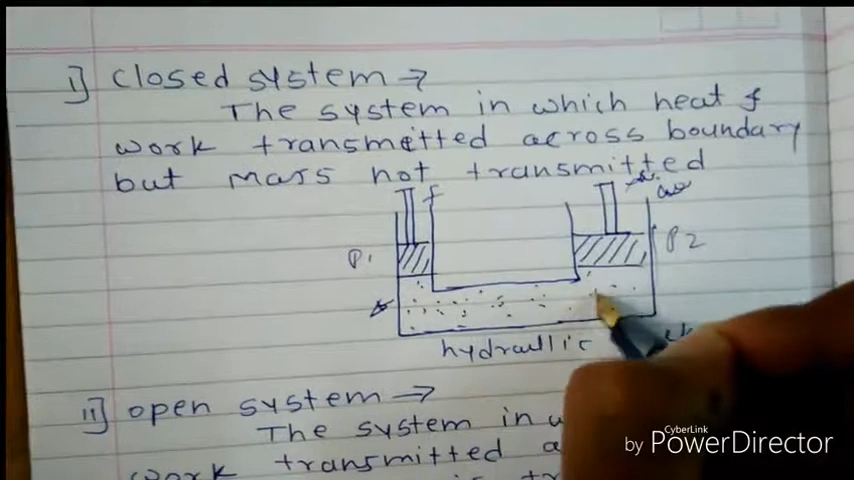 i] closed system →
The system in which heat &
work transmitted across boundary
but mass not transmitted
P1
P2
hydraullic
ii] open system →
The system in
work transmitted a
CyberLink
by PowerDirector